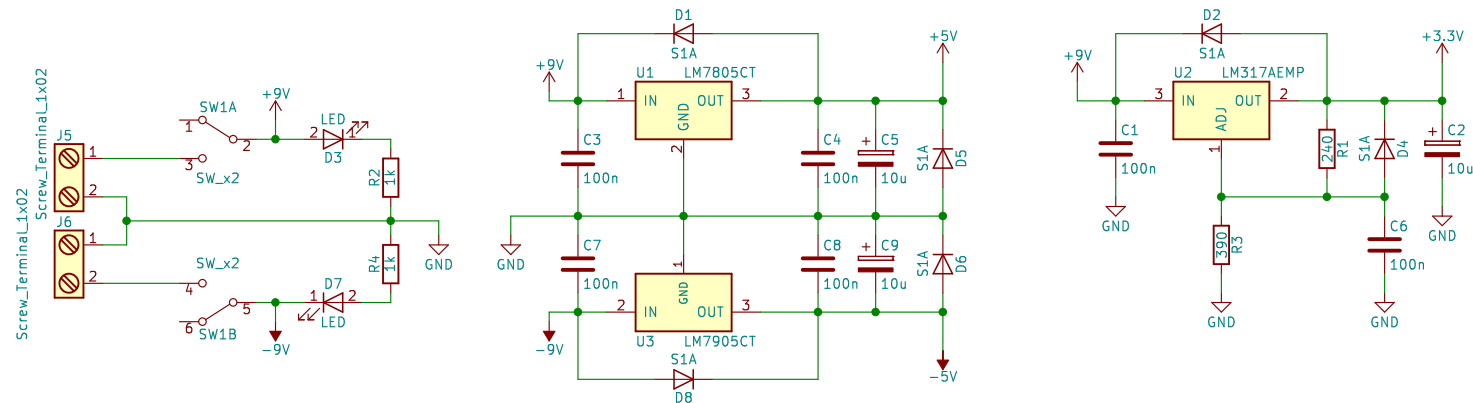 J5
Screw_Terminal_1x02
1
2
J6
Screw_Terminal_1x02
1
2
SW1A
1
2
3
SW_x2
+9V
LED
2
1
D3
R2
1k
GND
R4
1k
SW_x2
4
5
6
SW1B
-9V
D7
1
2
LED
D1
S1A
+9V
+5V
U1
LM7805CT
1
IN
OUT
3
GND
2
C3
100n
C4
100n
C5
+
10u
S1A
D5
GND
C7
100n
C8
100n
C9
+
10u
S1A
D6
1
GND
2
IN
OUT
3
U3
LM7905CT
-9V
-5V
S1A
D8
D2
S1A
+9V
+3.3V
U2
LM317AEMP
3
IN
OUT
2
ADJ
1
C1
100n
GND
240
R1
S1A
D4
+
C2
10u
GND
390
R3
GND
C6
100n
GND